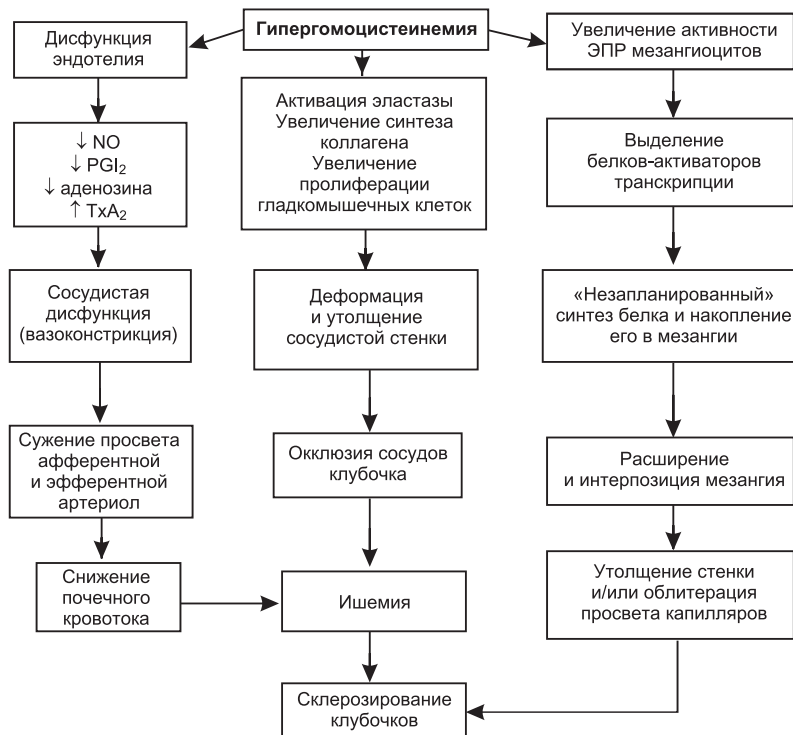 Гипергомоцистеинемия
Дисфункция
эндотелия
↓ NO
↓ PGI₂
↓ аденозина
↑ TxA₂
Сосудистая
дисфункция
(вазоконстрикция)
Сужение просвета
афферентной
и эфферентной
артериол
Снижение
почечного
кровотока
Активация эластазы
Увеличение синтеза
коллагена
Увеличение
пролиферации
гладкомышечных клеток
Деформация
и утолщение
сосудистой стенки
Окклюзия сосудов
клубочка
Ишемия
Склерозирование
клубочков
Увеличение активности
ЭПР мезангиоцитов
Выделение
белков-активаторов
транскрипции
«Незапланированный»
синтез белка и накопление
его в мезангии
Расширение
и интерпозиция мезангия
Утолщение стенки
и/или облитерация
просвета капилляров